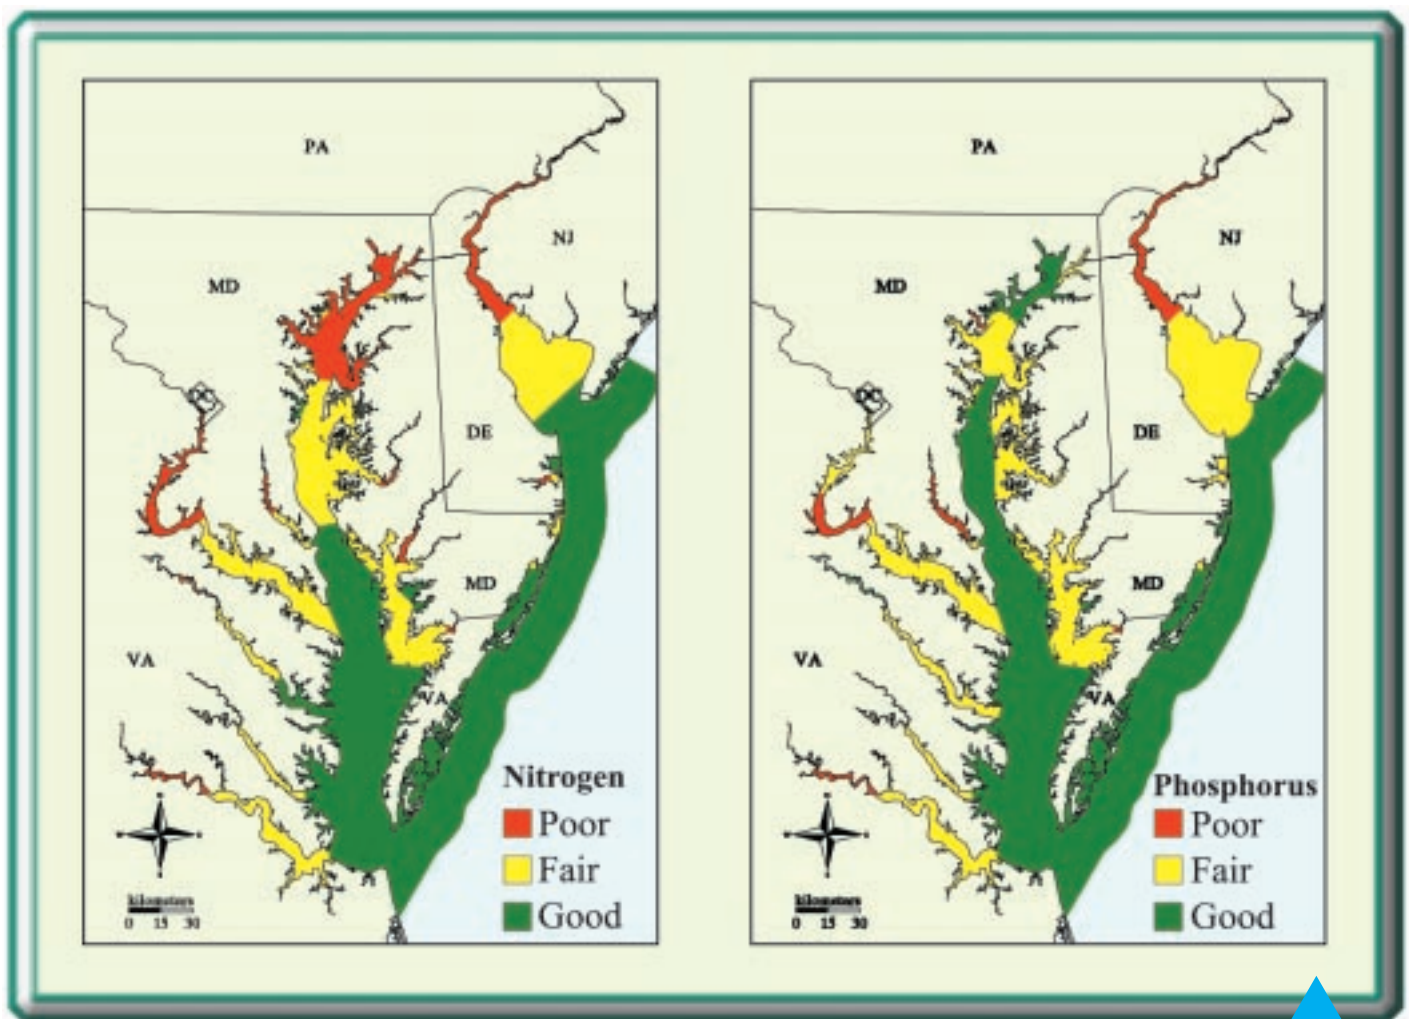 PA
NJ
MD
DC
DE
MD
VA
VA
Nitrogen
Poor
Fair
Good
kilometers
0 15 30
PA
NJ
MD
DC
DE
MD
VA
VA
Phosphorus
Poor
Fair
Good
kilometers
0 15 30